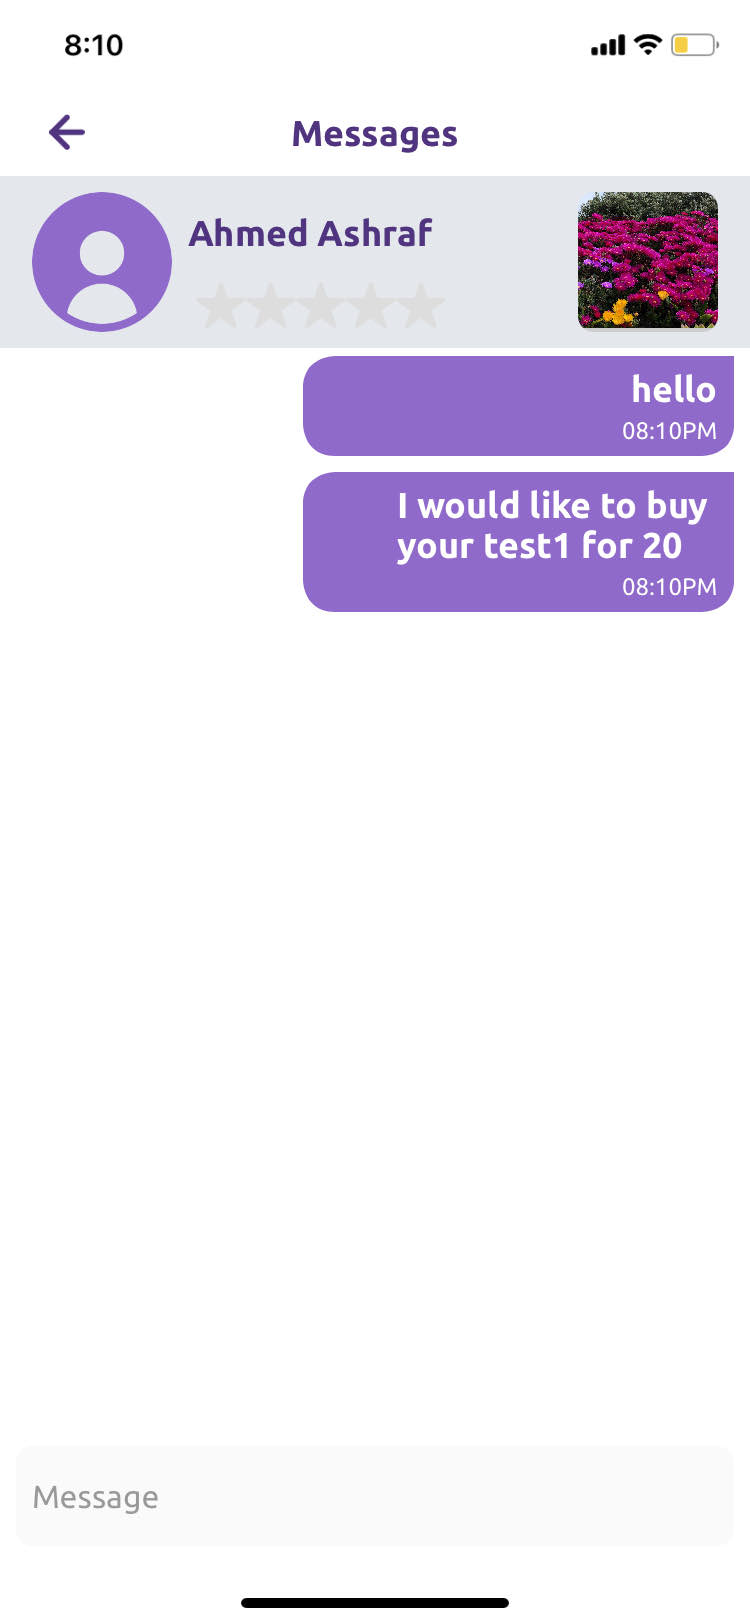 8:10
Messages
Ahmed Ashraf
hello
08:10PM
I would like to buy
your test1 for 20
08:10PM
Message